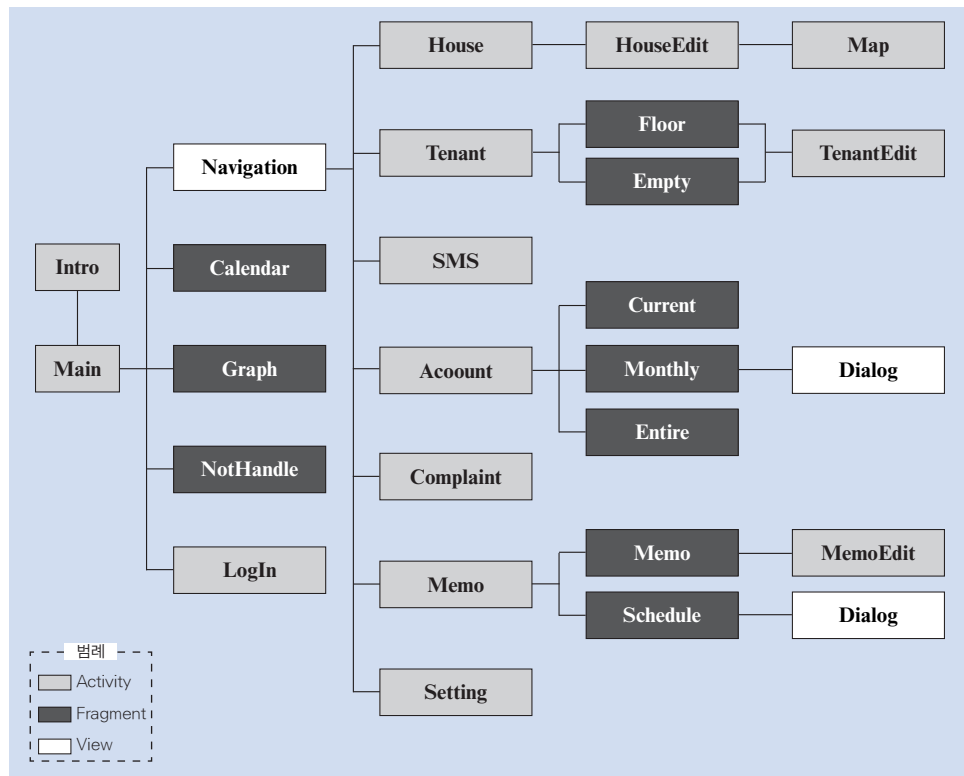 House
HouseEdit
Map
Navigation
Tenant
Floor
Empty
TenantEdit
Intro
Calendar
SMS
Main
Graph
Acoount
Current
Monthly
Entire
Dialog
NotHandle
Complaint
LogIn
Memo
Memo
MemoEdit
Schedule
Dialog
Setting
범례
Activity
Fragment
View